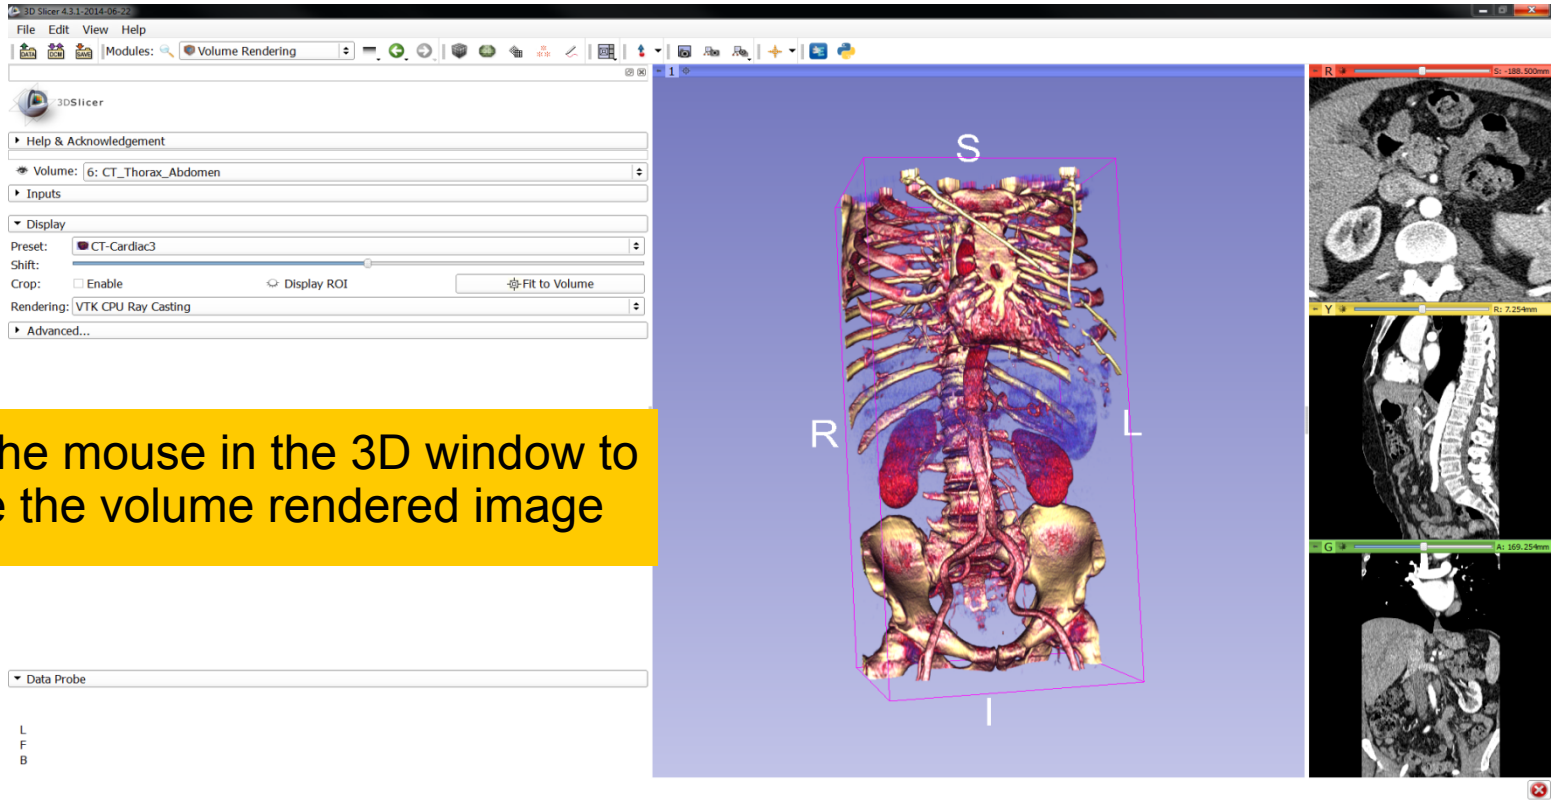 3D Slicer 4.3.1-2014-06-22
File Edit View Help
DATA DCM SAVE Modules: Volume Rendering
1
R S: -188.500mm
3DSlicer
Help & Acknowledgement
Volume: 6: CT_Thorax_Abdomen
Inputs
Display
Preset: CT-Cardiac3
Shift:
Crop: Enable Display ROI Fit to Volume
Rendering: VTK CPU Ray Casting
Advanced...
he mouse in the 3D window to
e the volume rendered image
Data Probe
L
F
B
S
R
L
I
Y R: 7.254mm
G A: 169.254mm